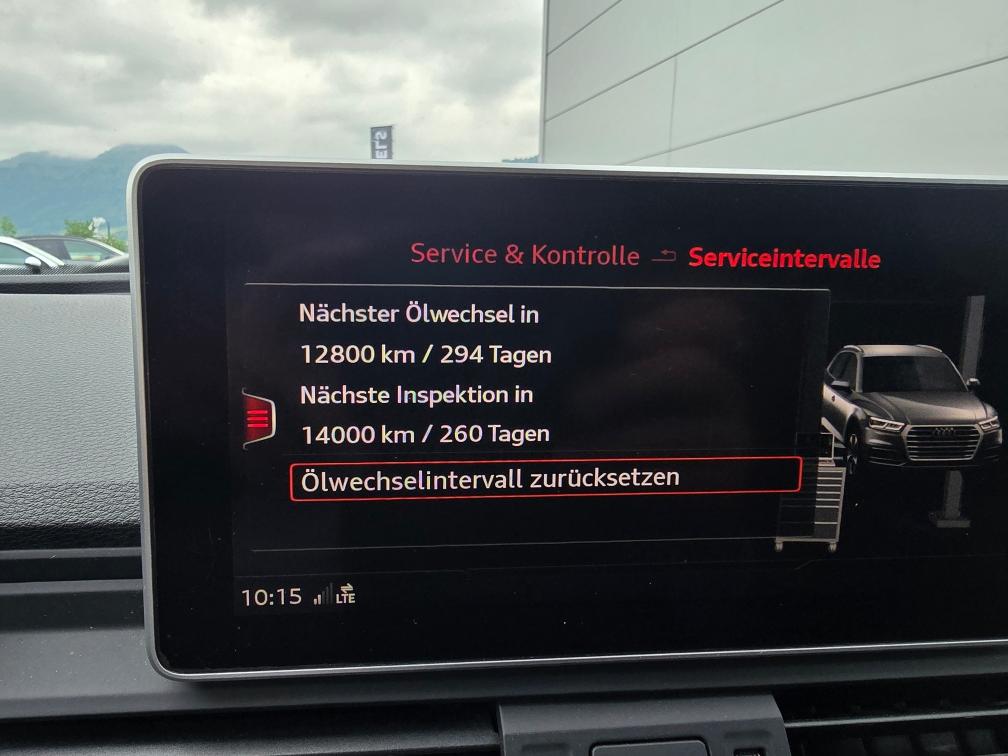 Service & Kontrolle Serviceintervalle
Nächster Ölwechsel in
12800 km / 294 Tagen
Nächste Inspektion in
14000 km / 260 Tagen
Ölwechselintervall zurücksetzen
10:15 LTE